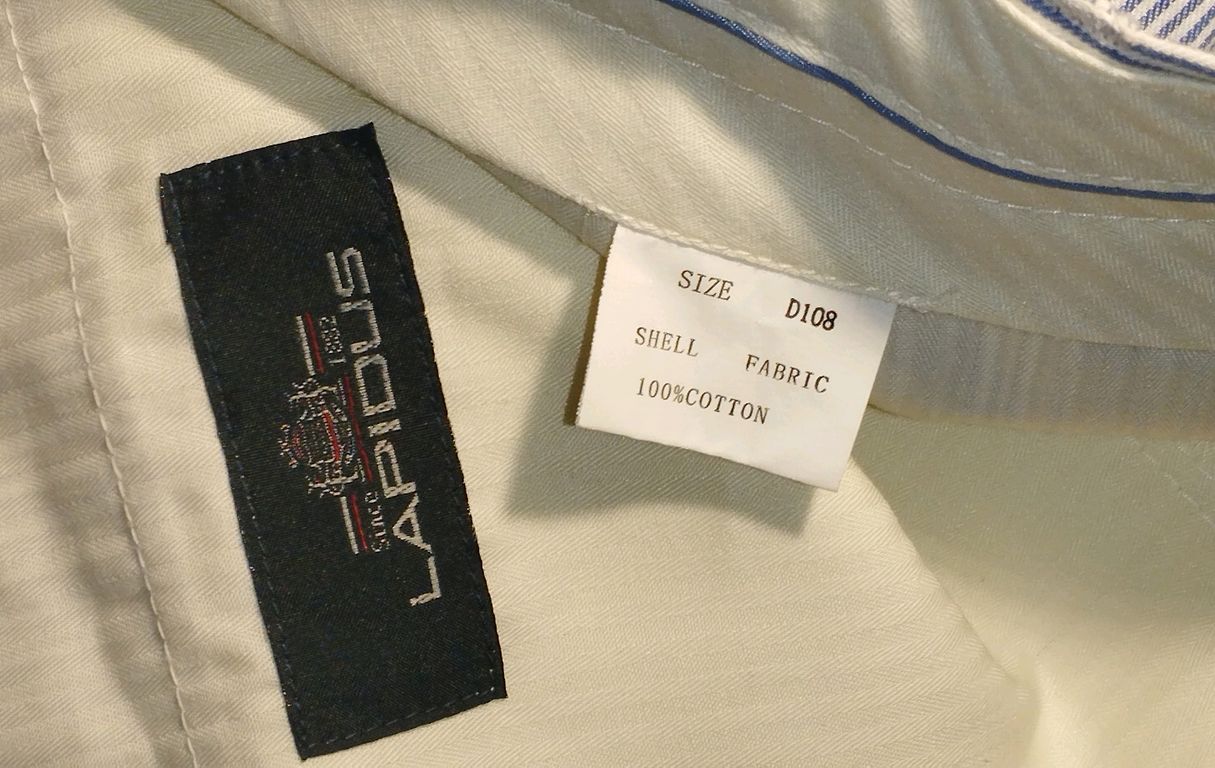 LAPIDUS
SINCE 1882
SIZE D108
SHELL FABRIC
100%COTTON